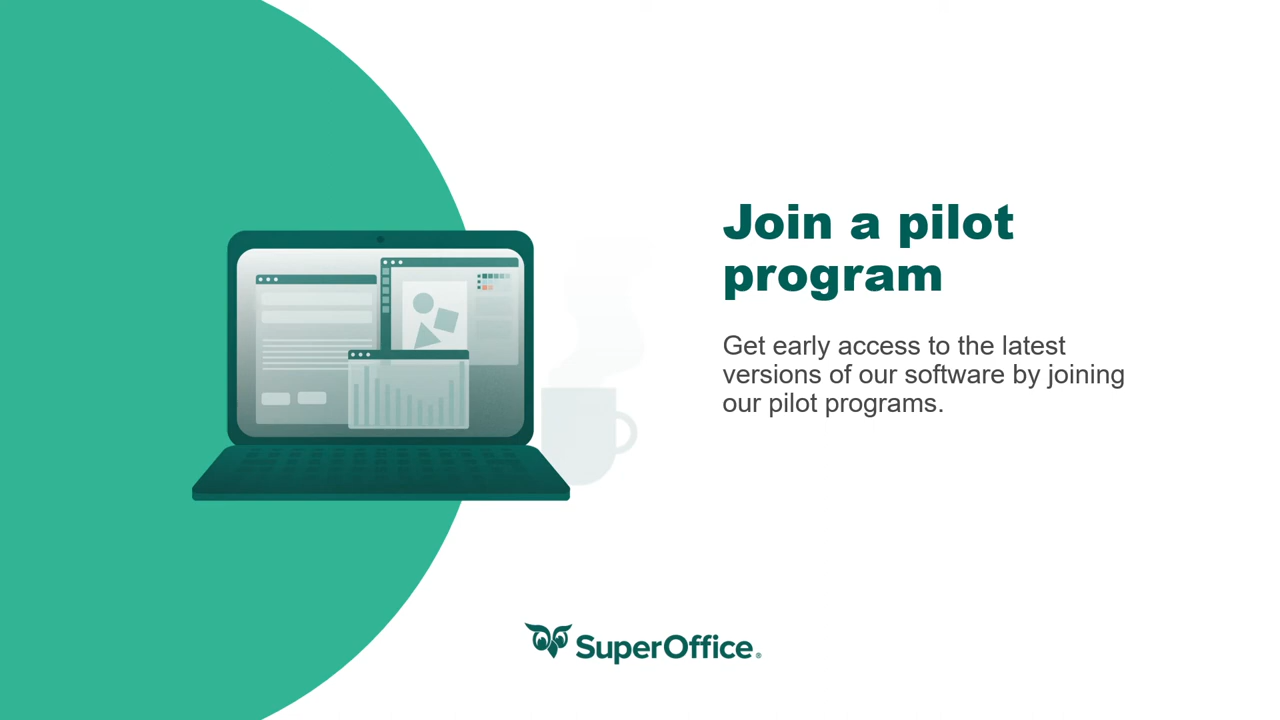 Join a pilot
program
Get early access to the latest
versions of our software by joining
our pilot programs.
SuperOffice®